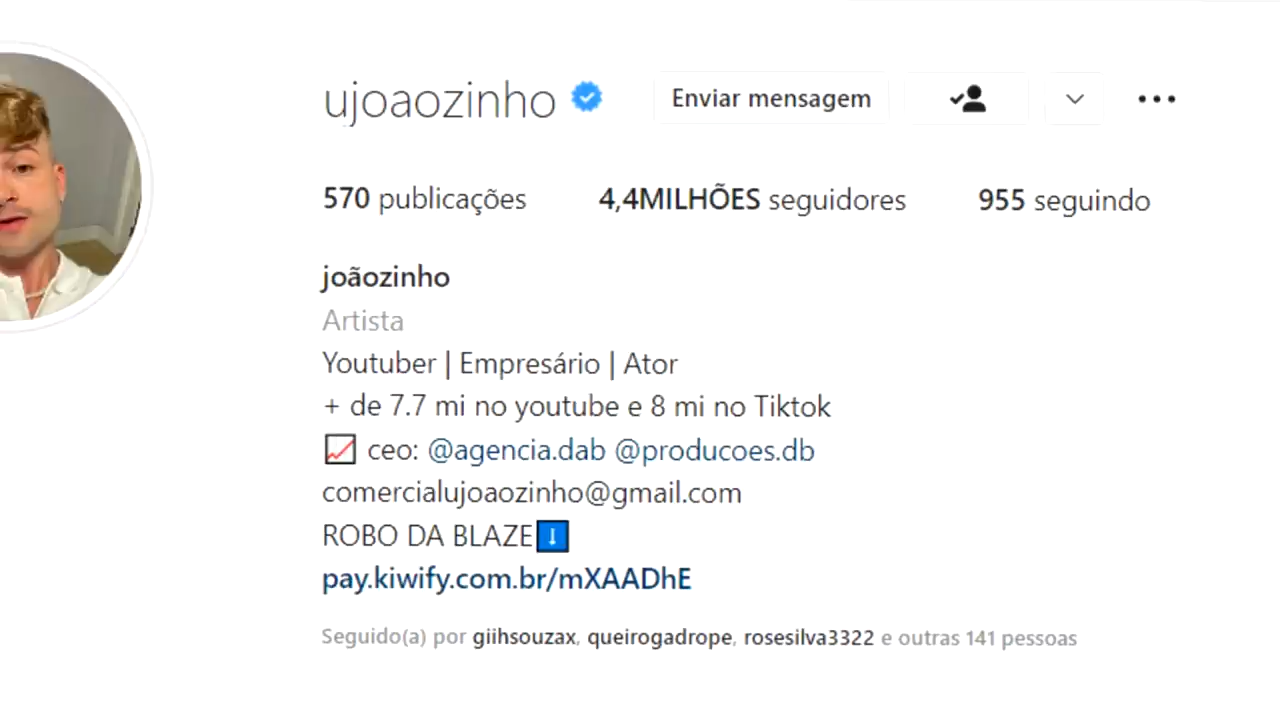 ujoaozinho Enviar mensagem
570 publicações 4,4MILHÕES seguidores 955 seguindo
joãozinho
Artista
Youtuber | Empresário | Ator
+ de 7.7 mi no youtube e 8 mi no Tiktok
ceo: @agencia.dab @producoes.db
comercialujoaozinho@gmail.com
ROBO DA BLAZE
pay.kiwify.com.br/mXAADhE
Seguido(a) por giihsouzax, queirogadrope, rosesilva3322 e outras 141 pessoas